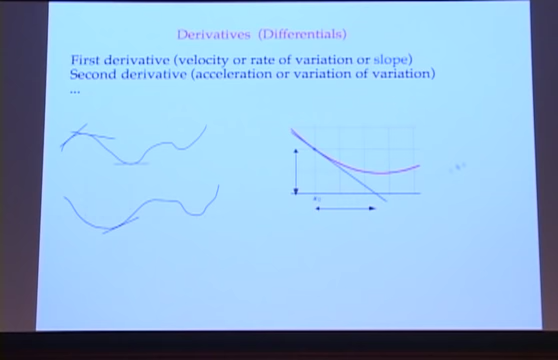 Derivatives (Differentials)
First derivative (velocity or rate of variation or slope)
Second derivative (acceleration or variation of variation)
...